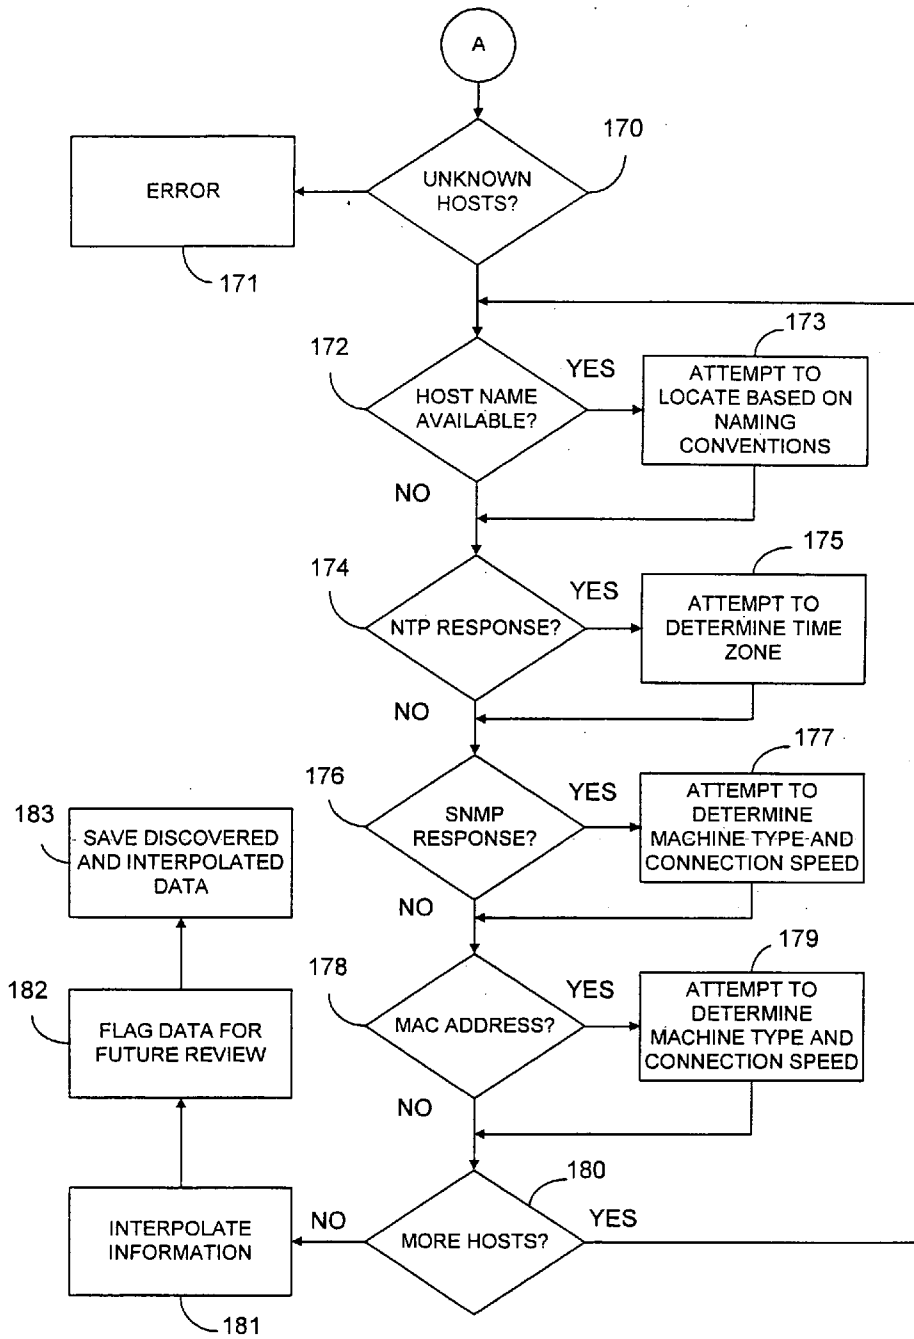 A
170
UNKNOWN
HOSTS?
ERROR
171
172
HOST NAME
AVAILABLE?
YES
173
ATTEMPT TO
LOCATE BASED ON
NAMING
CONVENTIONS
NO
174
NTP RESPONSE?
YES
175
ATTEMPT TO
DETERMINE TIME
ZONE
NO
176
SNMP
RESPONSE?
YES
177
ATTEMPT TO
DETERMINE
MACHINE TYPE AND
CONNECTION SPEED
NO
178
MAC ADDRESS?
YES
179
ATTEMPT TO
DETERMINE
MACHINE TYPE AND
CONNECTION SPEED
NO
180
MORE HOSTS?
YES
NO
INTERPOLATE
INFORMATION
181
182
FLAG DATA FOR
FUTURE REVIEW
183
SAVE DISCOVERED
AND INTERPOLATED
DATA